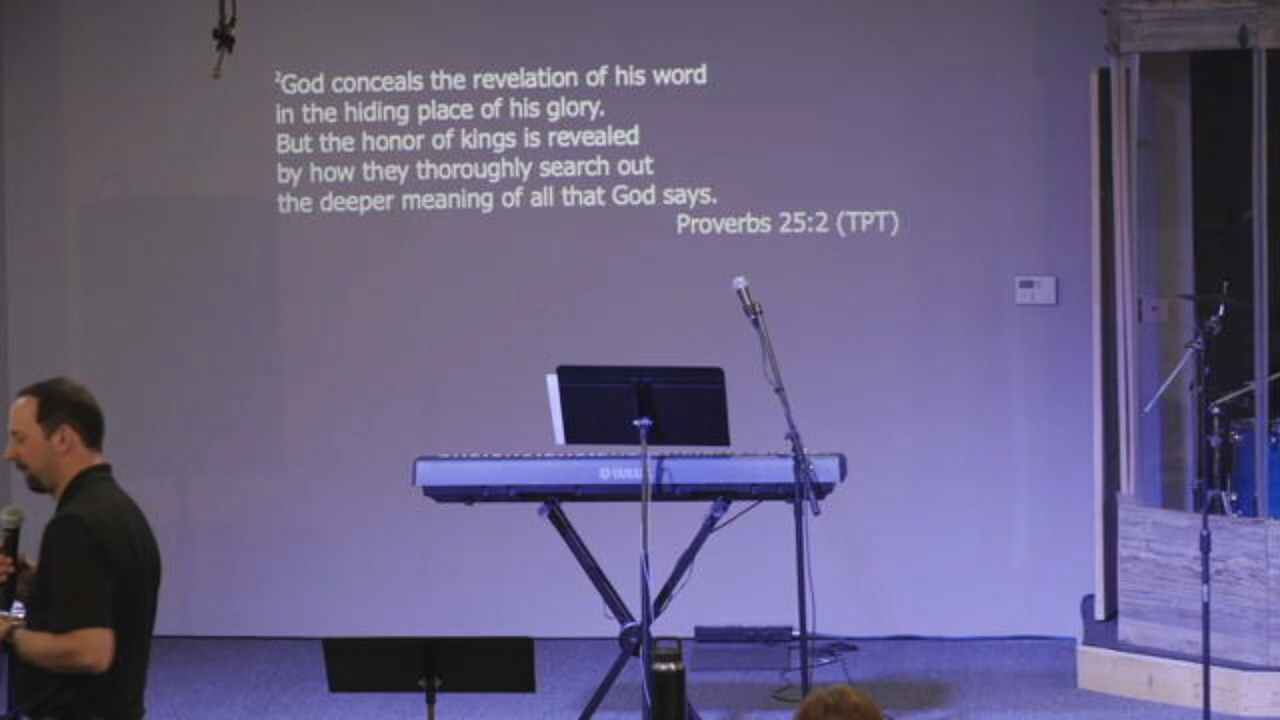 ²God conceals the revelation of his word
in the hiding place of his glory.
But the honor of kings is revealed
by how they thoroughly search out
the deeper meaning of all that God says.
Proverbs 25:2 (TPT)
YAMAHA